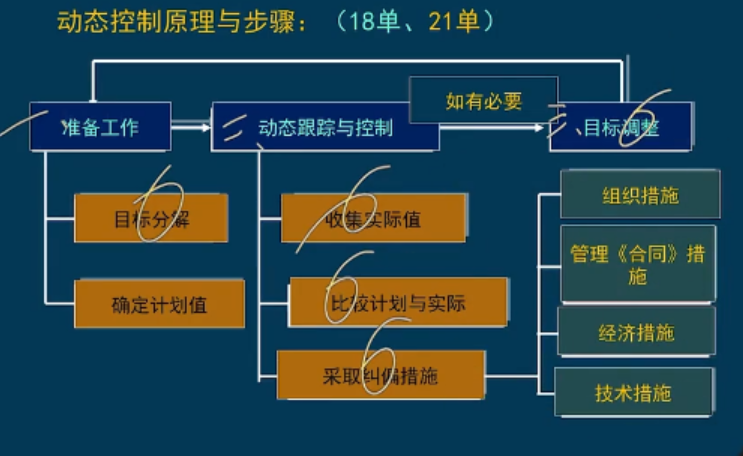 动态控制原理与步骤：（18单、21单）
如有必要
一、准备工作
二、动态跟踪与控制
三、目标调整
目标分解
收集实际值
组织措施
管理《合同》措
施
确定计划值
比较计划与实际
经济措施
采取纠偏措施
技术措施